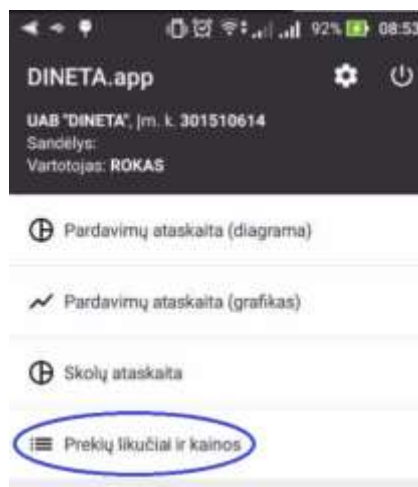 92% 08:53
DINETA.app
UAB "DINETA", Įm. k. 301510614
Sandėlys:
Vartotojas: ROKAS
Pardavimų ataskaita (diagrama)
Pardavimų ataskaita (grafikas)
Skolų ataskaita
Prekių likučiai ir kainos